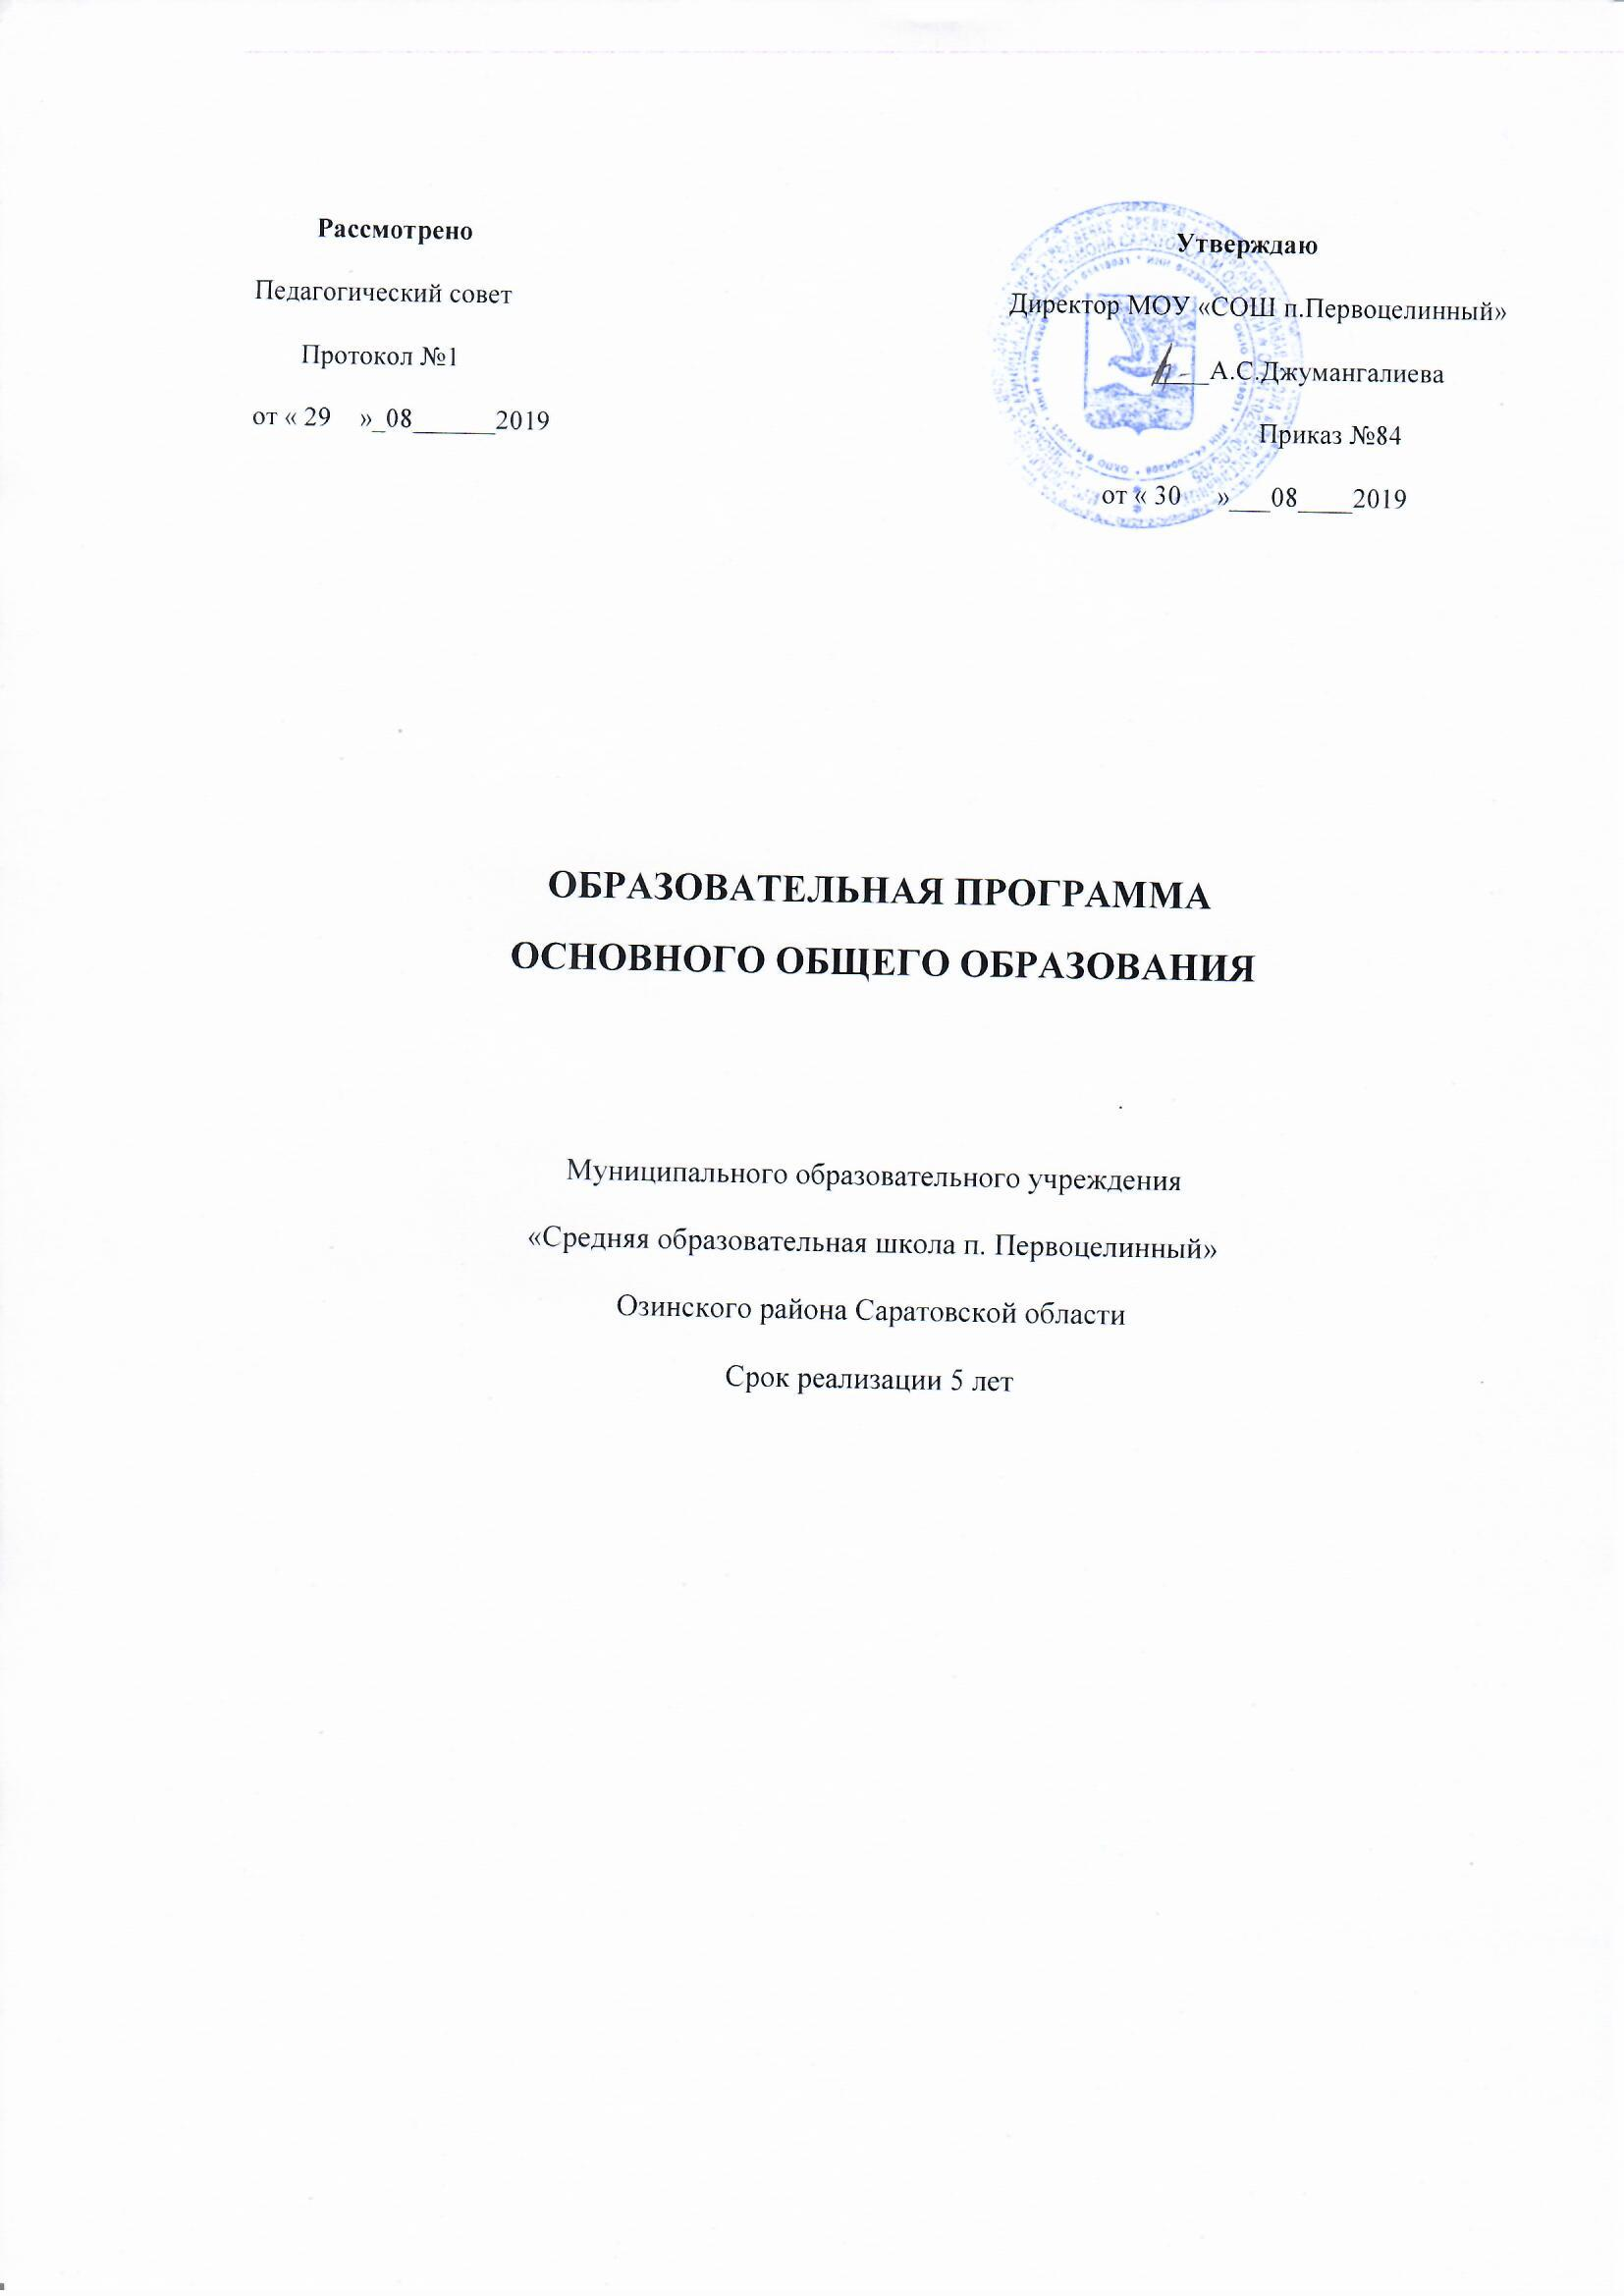 Рассмотрено
Педагогический совет
Протокол №1
от « 29 »_08______2019
Утверждаю
Директор МОУ «СОШ п.Первоцелинный»
____А.С.Джумангалиева
Приказ №84
от « 30 »___08____2019
ОБРАЗОВАТЕЛЬНАЯ ПРОГРАММА
ОСНОВНОГО ОБЩЕГО ОБРАЗОВАНИЯ
Муниципального образовательного учреждения
«Средняя образовательная школа п. Первоцелинный»
Озинского района Саратовской области
Срок реализации 5 лет